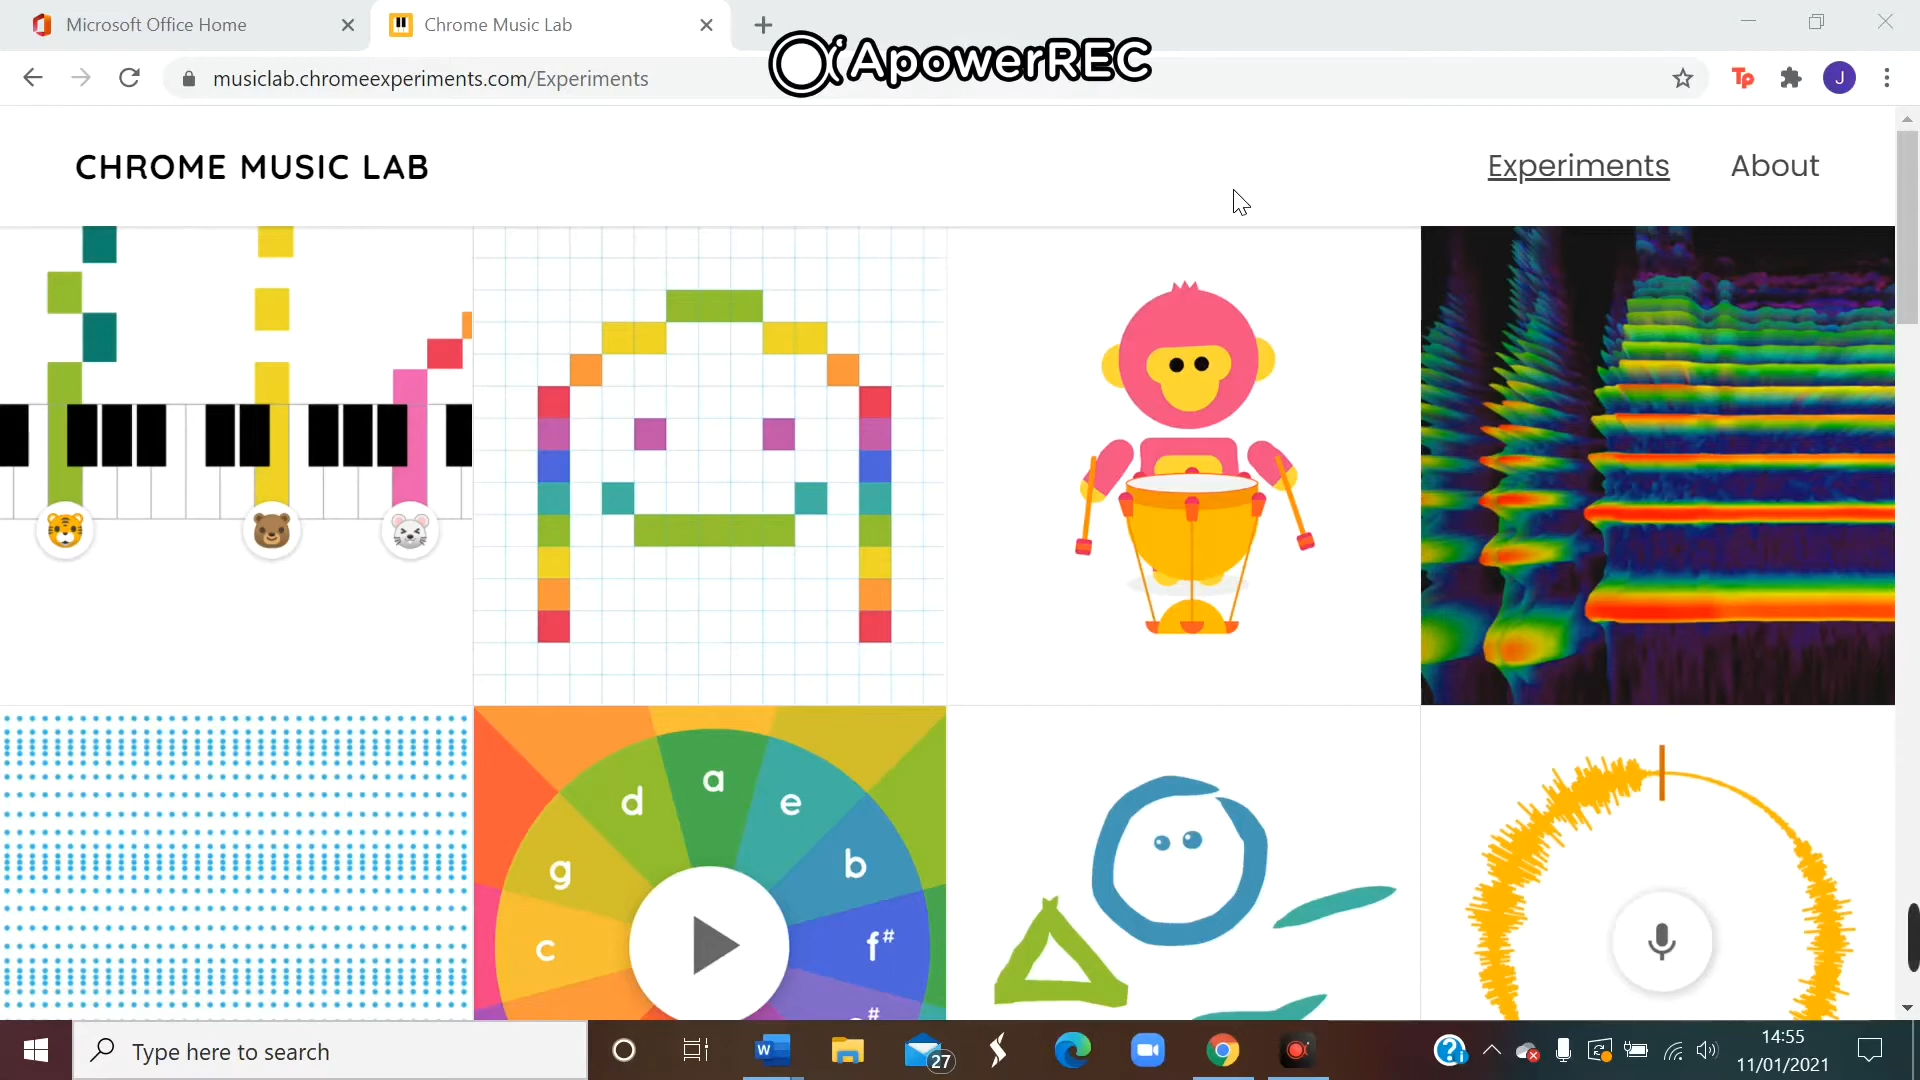 Microsoft Office Home
Chrome Music Lab
ApowerREC
musiclab.chromeexperiments.com/Experiments
Tp
J
CHROME MUSIC LAB
Experiments
About
d
a
e
g
b
c
f#
Type here to search
W
27
?
14:55
11/01/2021